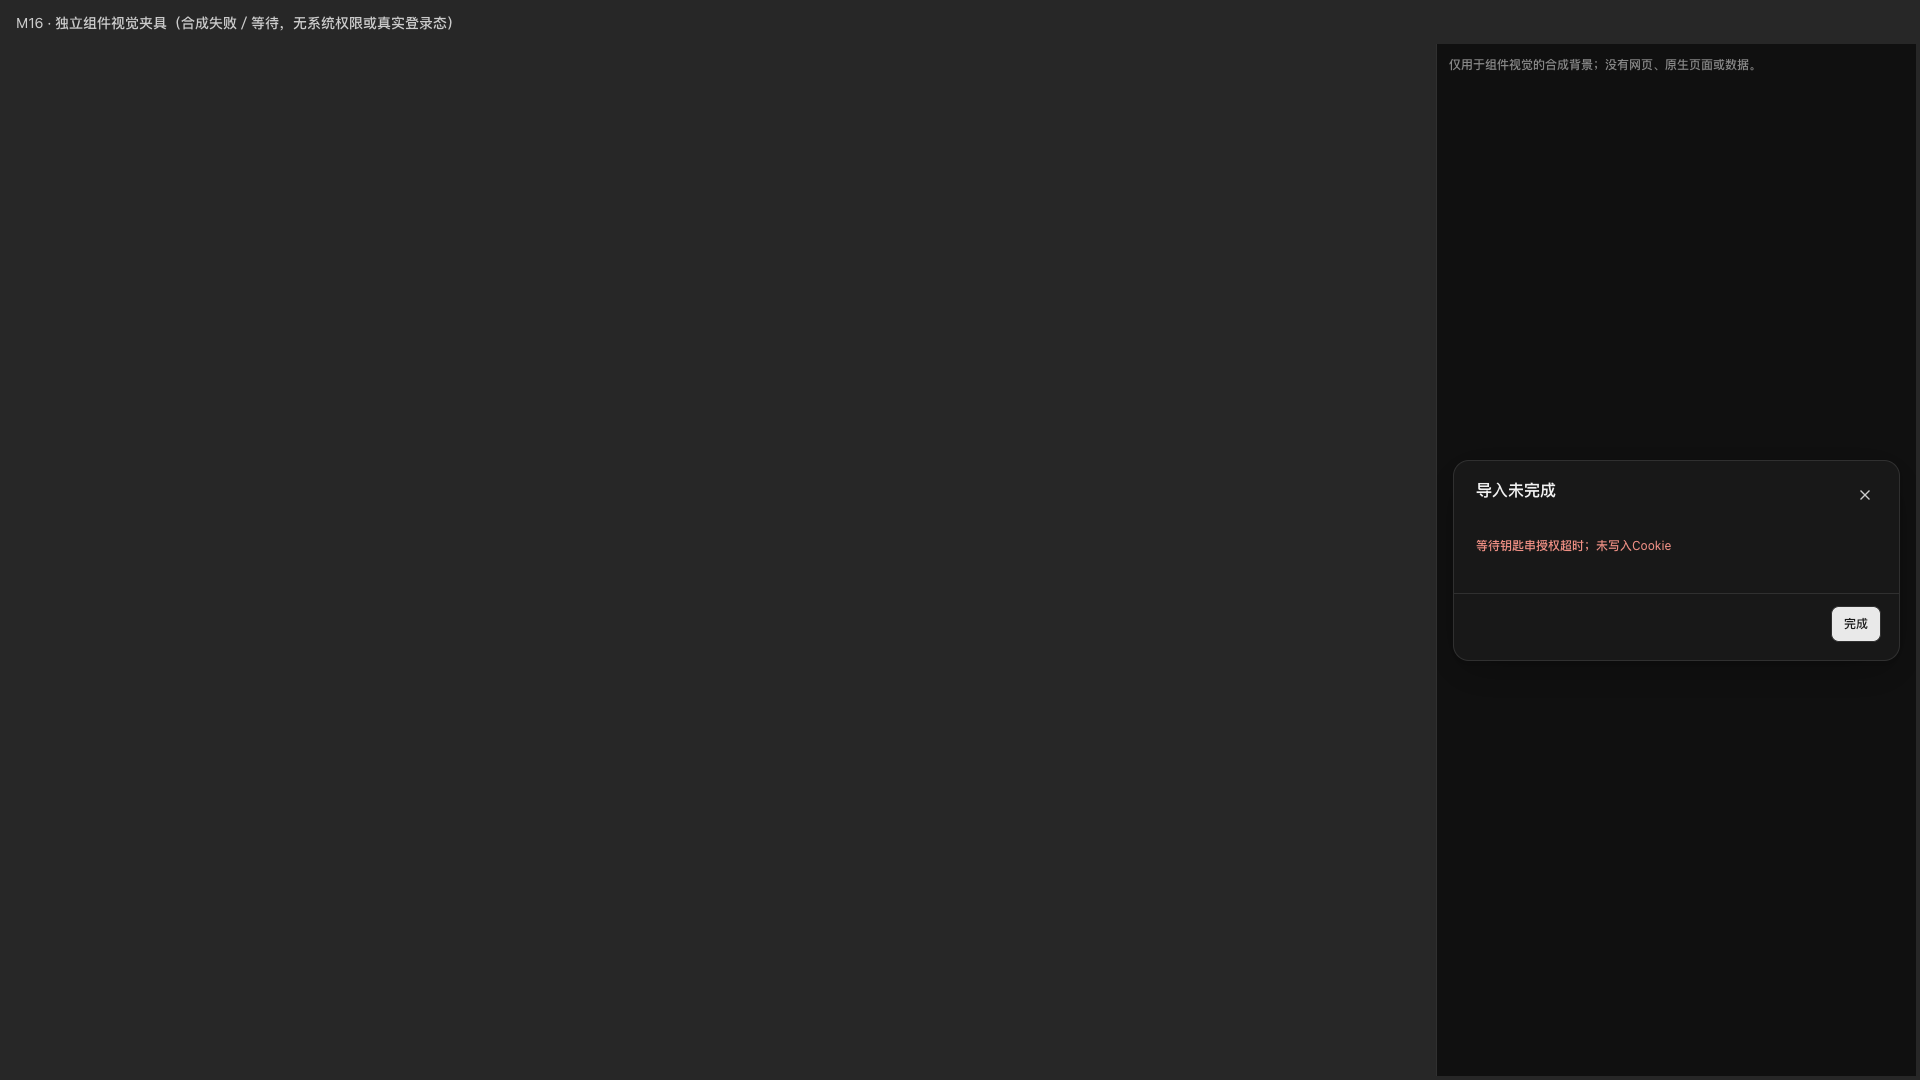 M16 · 独立组件视觉夹具（合成失败 / 等待，无系统权限或真实登录态）
仅用于组件视觉的合成背景；没有网页、原生页面或数据。
导入未完成
等待钥匙串授权超时；未写入Cookie
完成